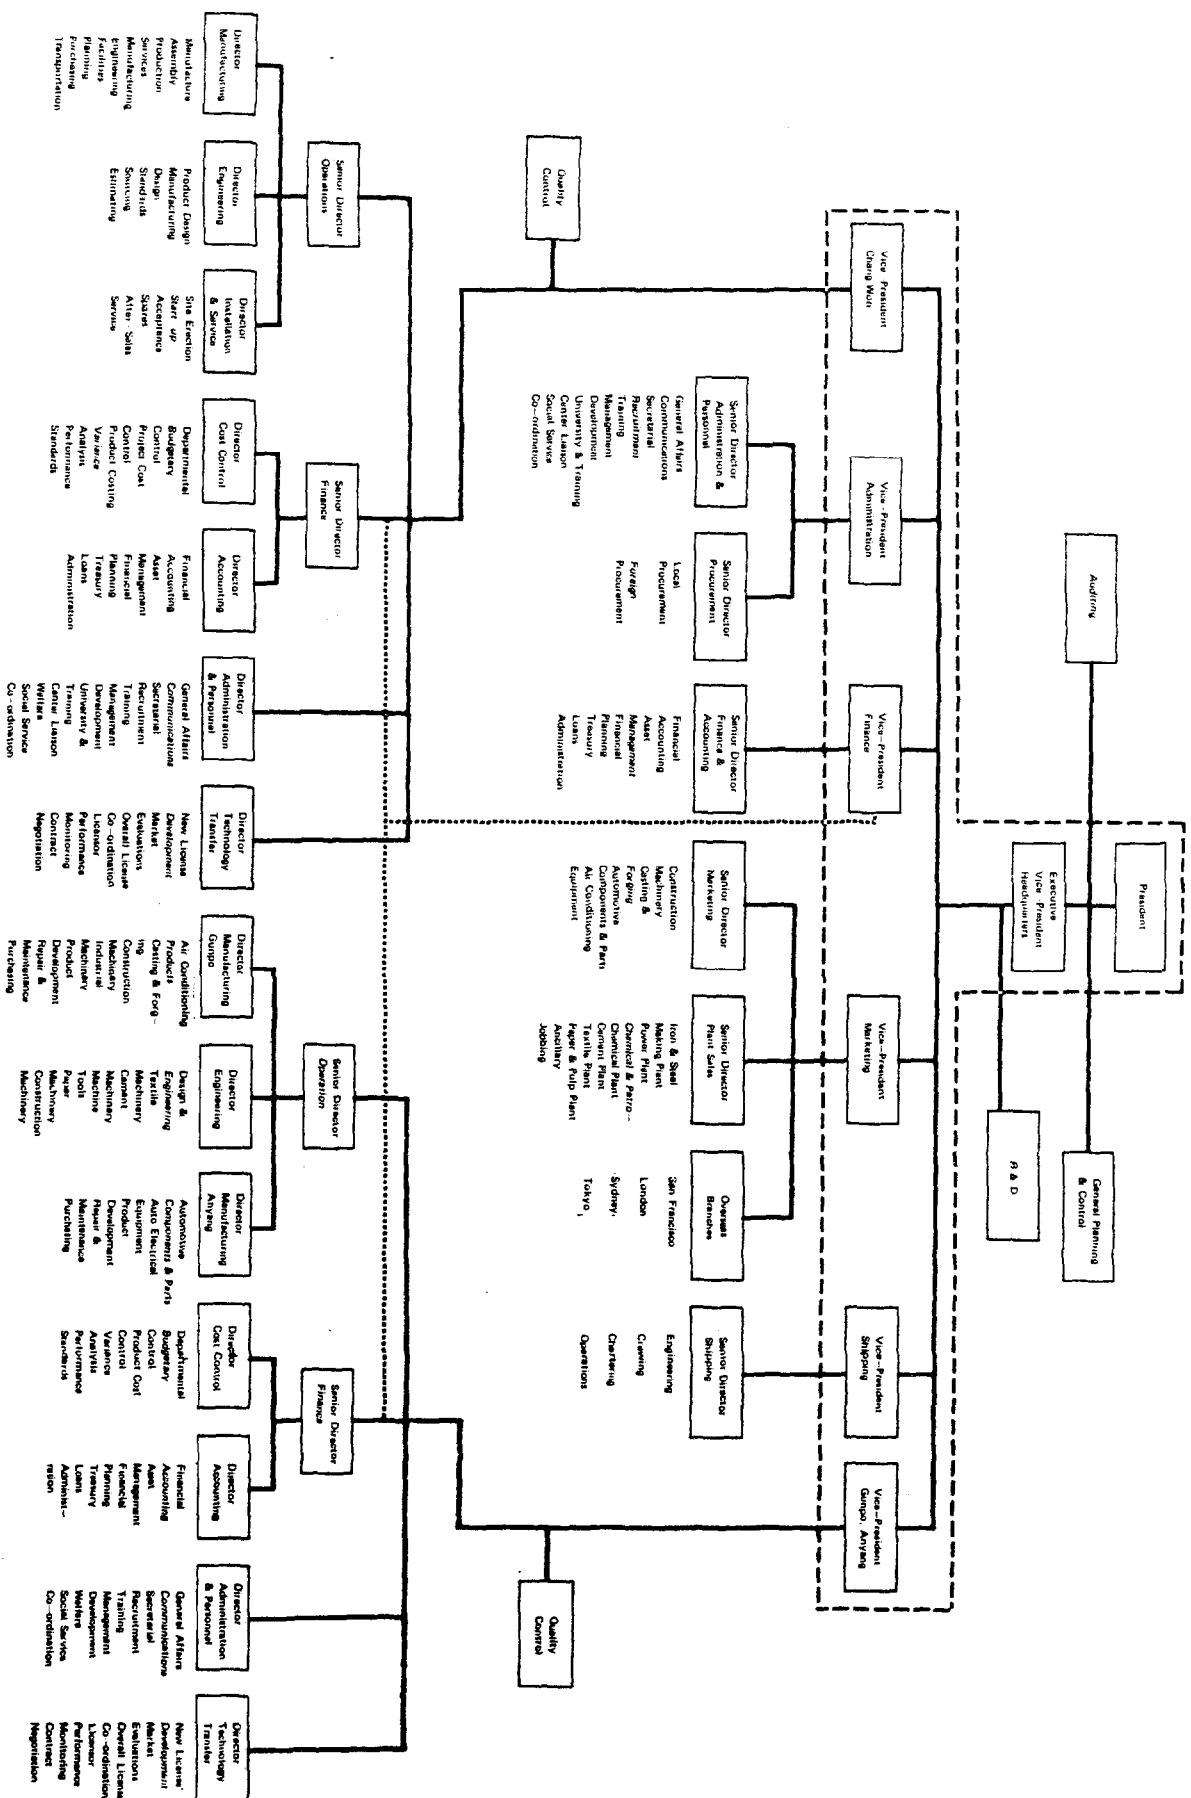 President
Executive
Vice-President
Headquarters
Auditing
General Planning
& Control
R & D
Vice President
Chang Won
Vice-President
Administration
Vice-President
Finance
Vice-President
Marketing
Vice-President
Shipping
Vice-President
Gunpo, Anyang
Senior Director
Administration &
Personnel
General Affairs
Communications
Secretarial
Recruitment
Training
Management
Development
University & Training
Center Liaison
Social Service
Co-ordination
Senior Director
Procurement
Local
Procurement
Foreign
Procurement
Senior Director
Finance &
Accounting
Financial
Accounting
Asset
Management
Financial
Planning
Treasury
Loans
Administration
Senior Director
Marketing
Construction
Machinery
Casting &
Forging
Automotive
Components & Parts
Air Conditioning
Equipment
Senior Director
Plant Sales
Iron & Steel
Making Plant
Power Plant
Chemical & Petro-
Chemical Plant
Cement Plant
Textile Plant
Paper & Pulp Plant
Ancillary
Jobbing
Overseas
Branches
San Francisco
London
Sydney,
Tokyo,
Senior Director
Shipping
Engineering
Crewing
Chartering
Operations
Quality
Control
Quality
Control
Senior Director
Operations
Senior Director
Finance
Senior Director
Operation
Senior Director
Finance
Director
Manufacturing
Manufacture
Assembly
Production
Services
Manufacturing
Engineering
Facilities
Planning
Purchasing
Transportation
Director
Engineering
Product Design
Manufacturing
Design
Standards
Sourcing
Estimating
Director
Installation
& Service
Site Erection
Start up
Acceptance
Spares
After-Sales
Service
Director
Cost Control
Departmental
Budgetary
Control
Project Cost
Control
Product Costing
Variance
Analysis
Performance
Standards
Director
Accounting
Financial
Accounting
Asset
Management
Financial
Planning
Treasury
Loans
Administration
Director
Administration
& Personnel
General Affairs
Communications
Secretarial
Recruitment
Training
Management
Development
University &
Training
Center Liaison
Welfare
Social Service
Co-ordination
Director
Technology
Transfer
New License
Development
Market
Evaluations
Overall License
Co-ordination
Licensor
Performance
Monitoring
Contract
Negotiation
Director
Manufacturing
Gunpo
Air Conditioning
Products
Casting & Forg-
ing
Construction
Machinery
Industrial
Machinery
Product
Development
Repair &
Maintenance
Purchasing
Director
Engineering
Design &
Engineering
Textile
Machinery
Cement
Machinery
Machine
Tools
Paper
Machinery
Construction
Machinery
Director
Manufacturing
Anyang
Automotive
Components & Parts
Auto Electrical
Equipment
Product
Development
Repair &
Maintenance
Purchasing
Director
Cost Control
Departmental
Budgetary
Control
Product Cost
Control
Variance
Analysis
Performance
Standards
Director
Accounting
Financial
Accounting
Asset
Management
Financial
Planning
Treasury
Loans
Administ-
ration
Director
Administration
& Personnel
General Affairs
Communications
Secretarial
Recruitment
Training
Management
Development
Welfare
Social Service
Co-ordination
Director
Technology
Transfer
New License
Development
Market
Evaluations
Overall License
Co-ordination
Licensor
Performance
Monitoring
Contract
Negotiation